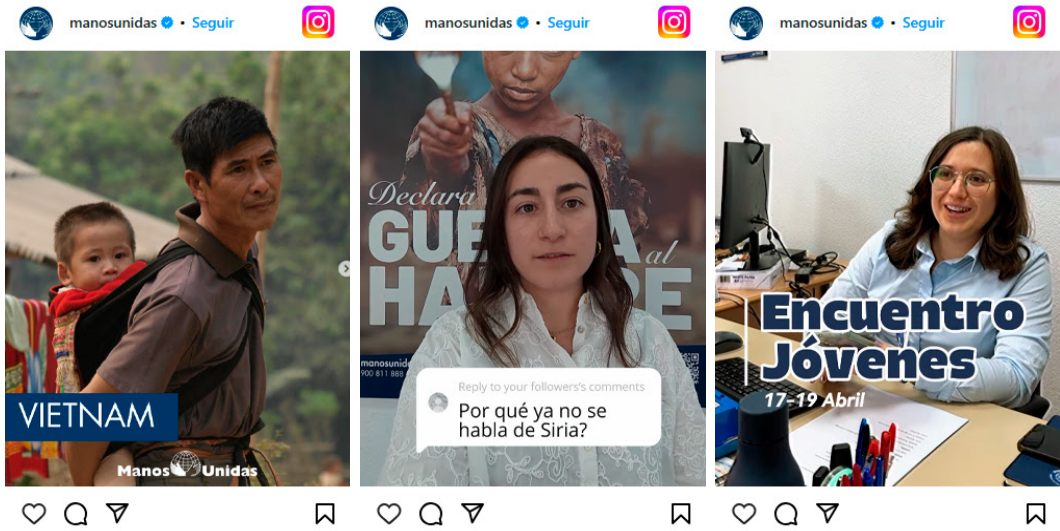 manosunidas • Seguir
VIETNAM
Manos Unidas
manosunidas • Seguir
Declara
GUE A al
HA RE
manosunid
900 811 888
Reply to your followers's comments
Por qué ya no se
habla de Siria?
manosunidas • Seguir
Encuentro
Jóvenes
17-19 Abril